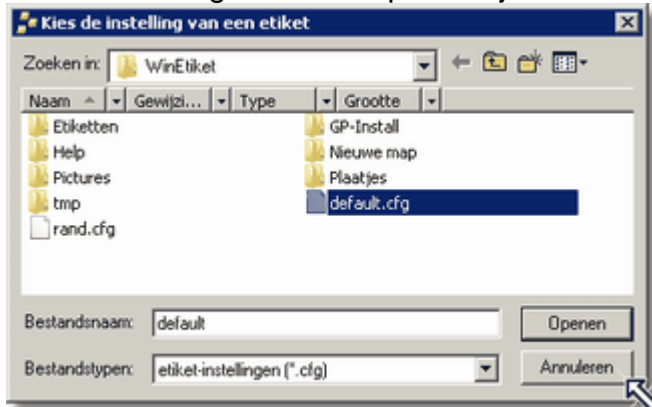 Kies de instelling van een etiket
Zoeken in: WinEtiket
Naam Gewijzi... Type Grootte
Etiketten GP-Install
Help Nieuwe map
Pictures Plaatjes
tmp default.cfg
rand.cfg
Bestandsnaam: default Openen
Bestandstypen: etiket-instellingen (*.cfg) Annuleren